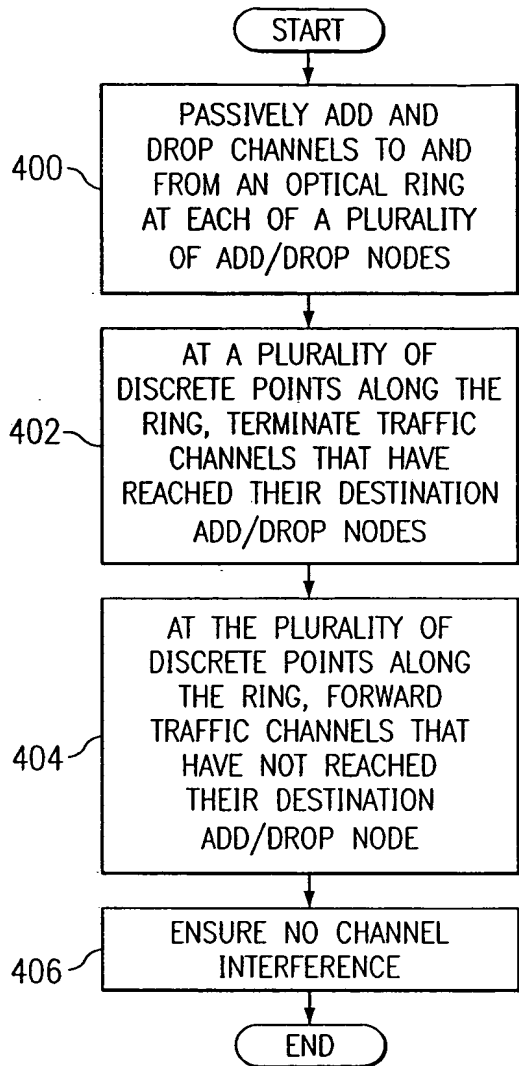 START
400
PASSIVELY ADD AND
DROP CHANNELS TO AND
FROM AN OPTICAL RING
AT EACH OF A PLURALITY
OF ADD/DROP NODES
402
AT A PLURALITY OF
DISCRETE POINTS ALONG THE
RING, TERMINATE TRAFFIC
CHANNELS THAT HAVE
REACHED THEIR DESTINATION
ADD/DROP NODES
404
AT THE PLURALITY OF
DISCRETE POINTS ALONG
THE RING, FORWARD
TRAFFIC CHANNELS THAT
HAVE NOT REACHED
THEIR DESTINATION
ADD/DROP NODE
406
ENSURE NO CHANNEL
INTERFERENCE
END